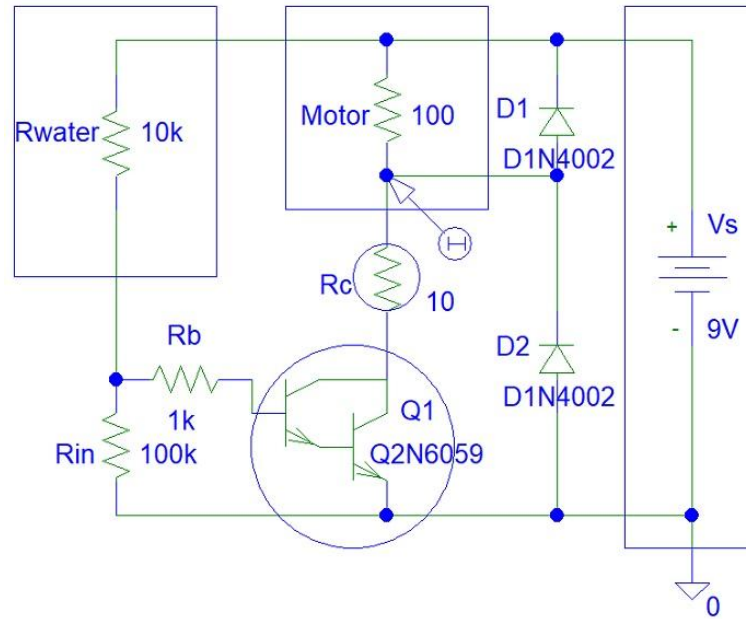 Rwater 10k
Motor 100
D1
D1N4002
+ Vs
- 9V
Rc 10
Rb
1k
D2
D1N4002
Rin 100k
Q1
Q2N6059
I
0